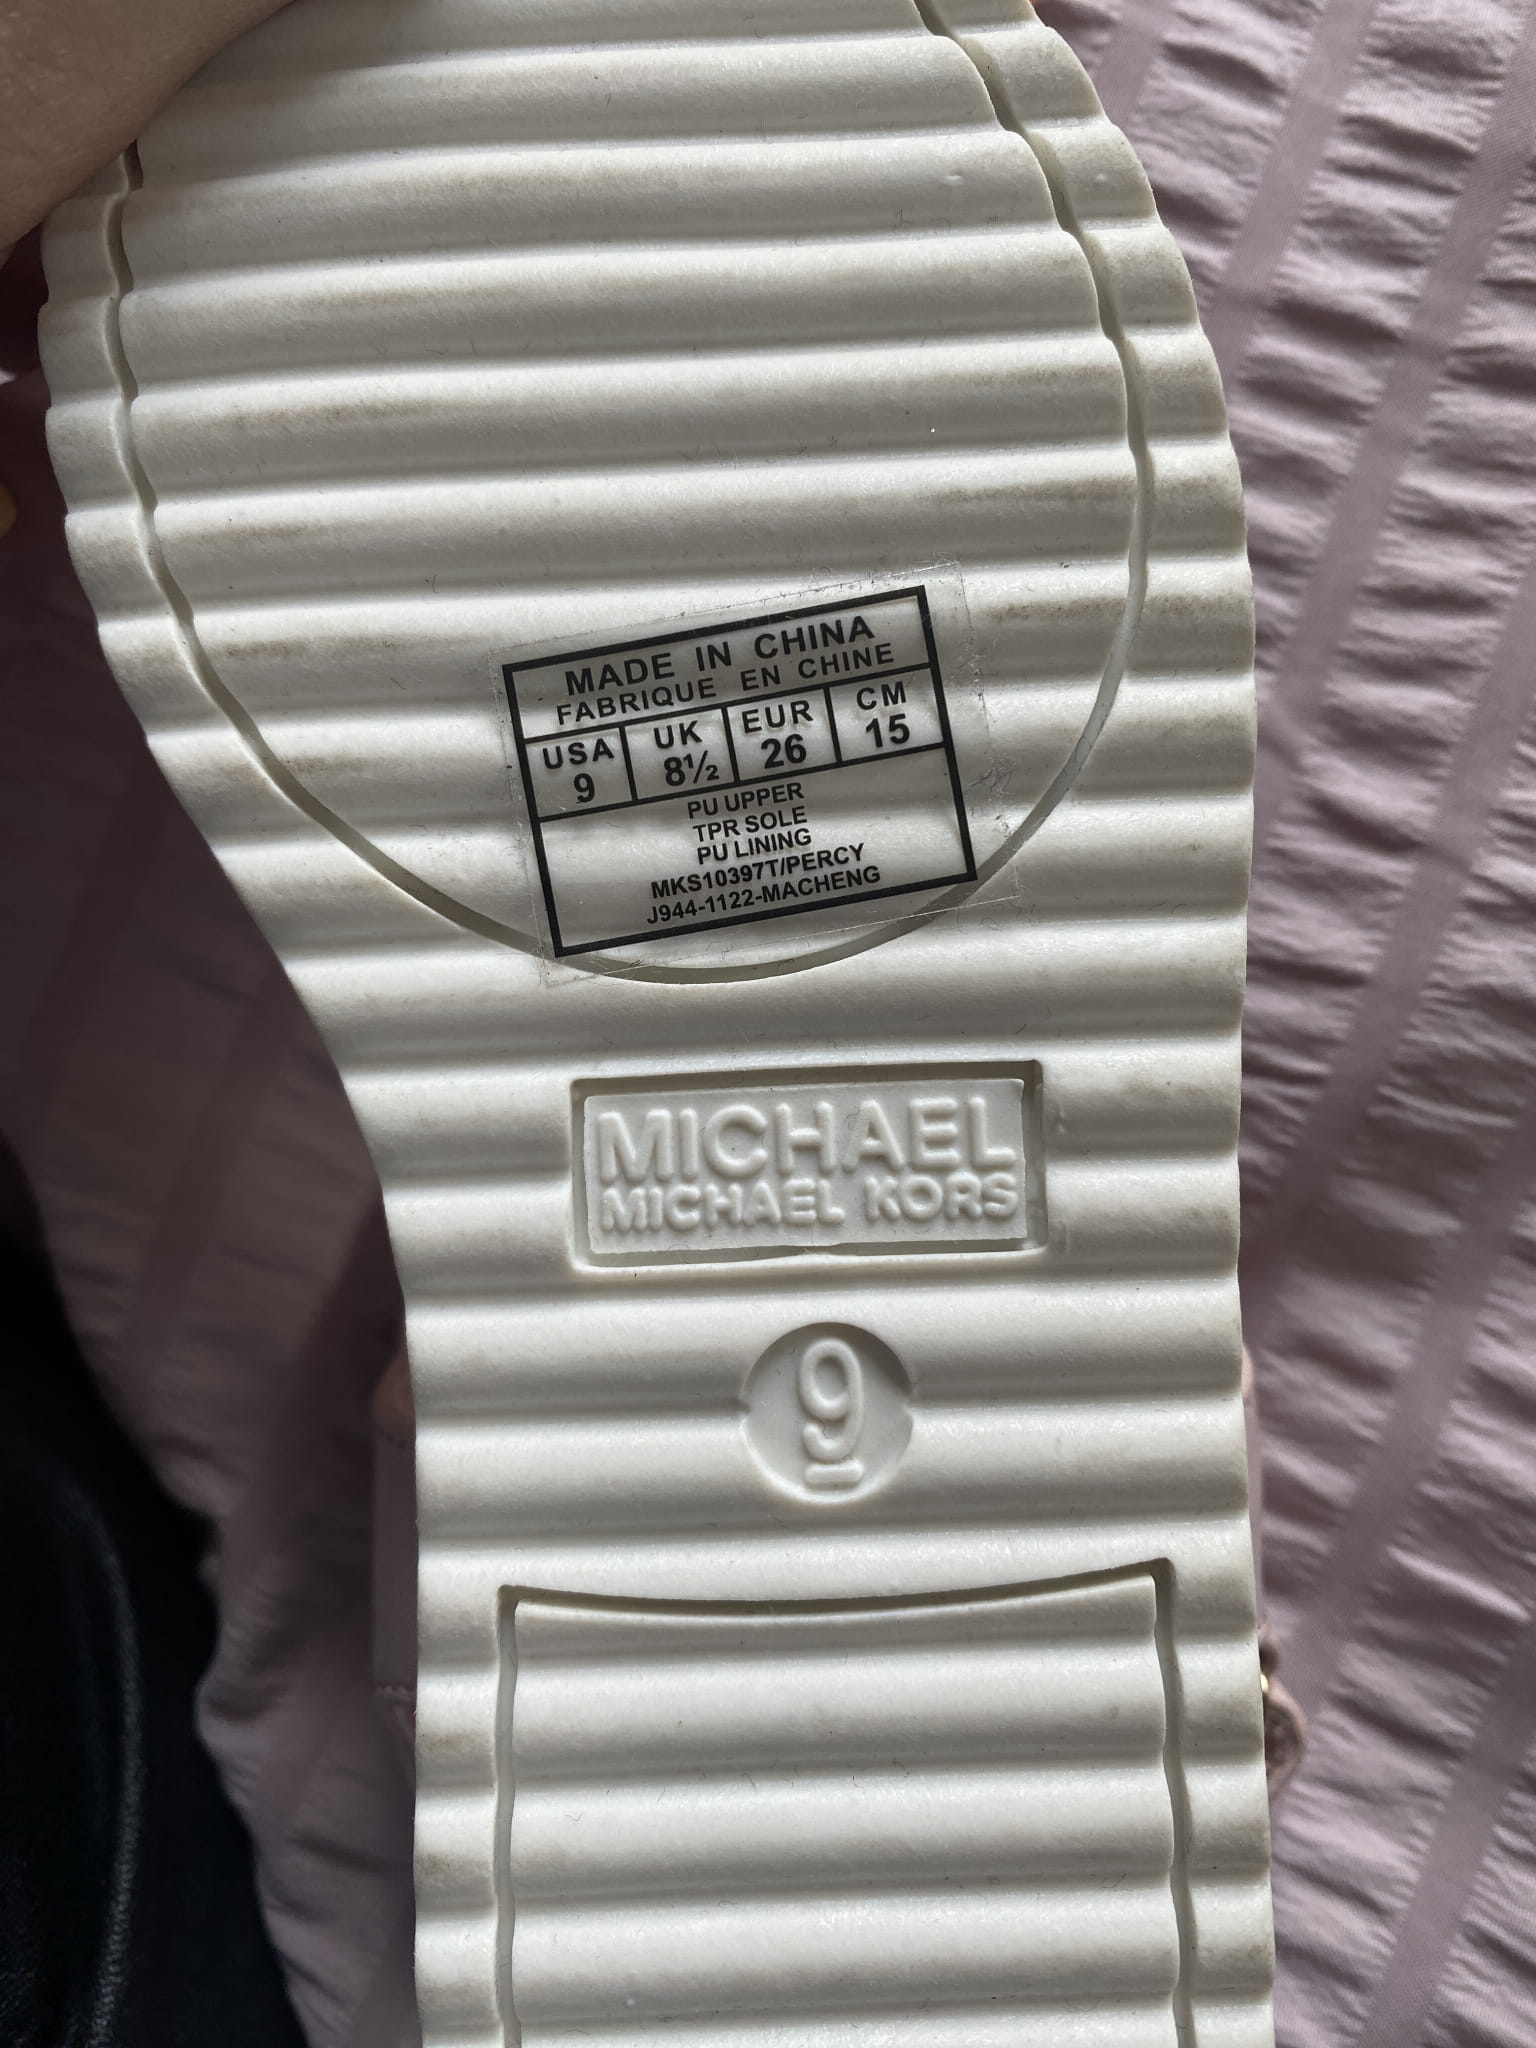 MADE IN CHINA
FABRIQUE EN CHINE
USA UK EUR CM
9 8½ 26 15
PU UPPER
TPR SOLE
PU LINING
MKS10397T/PERCY
J944-1122-MACHENG
MICHAEL
MICHAEL KORS
9